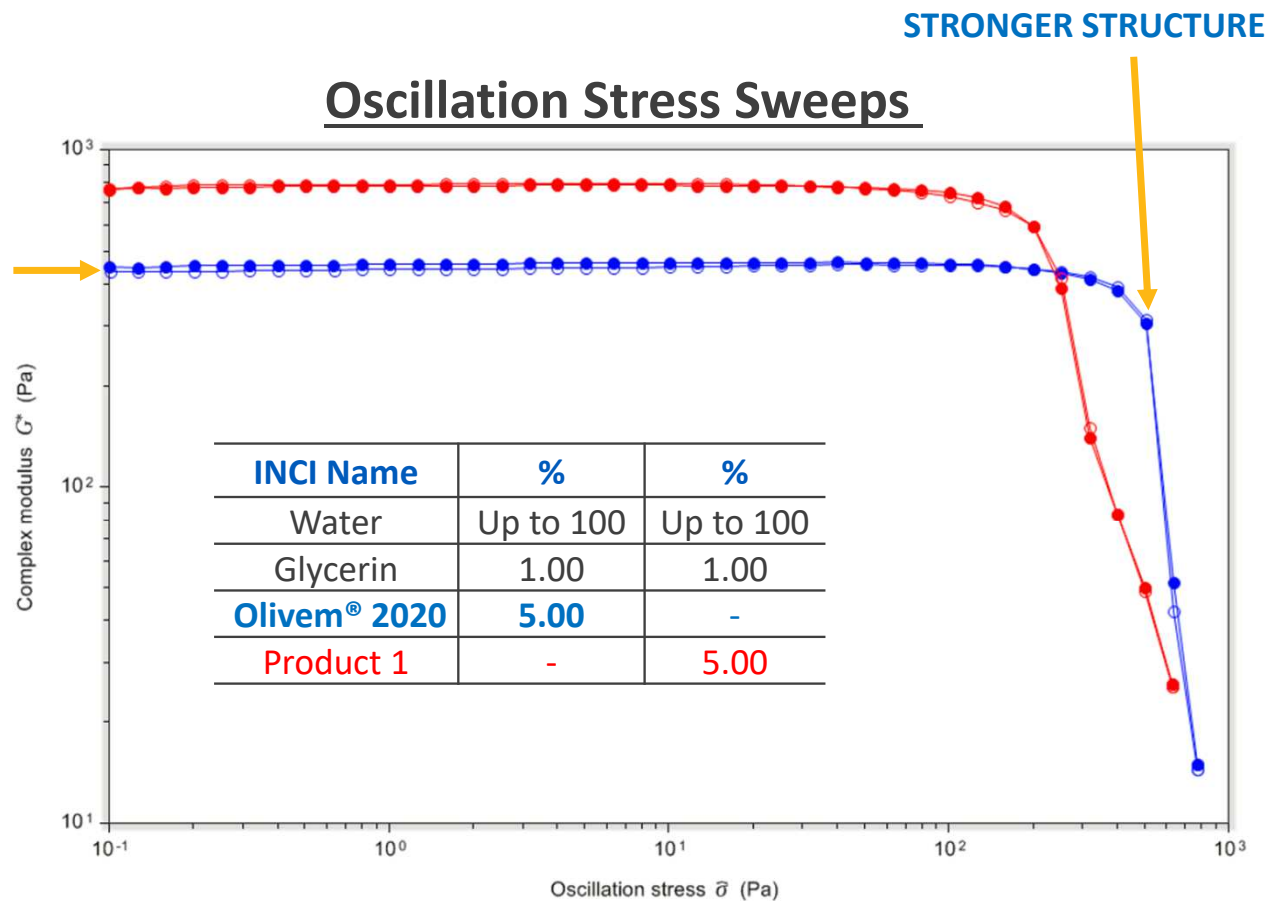 STRONGER STRUCTURE
Oscillation Stress Sweeps
10³
10²
10¹
Complex modulus G* (Pa)
INCI Name % %
Water Up to 100 Up to 100
Glycerin 1.00 1.00
Olivem® 2020 5.00 -
Product 1 - 5.00
10⁻¹ 10⁰ 10¹ 10² 10³
Oscillation stress σ̂ (Pa)